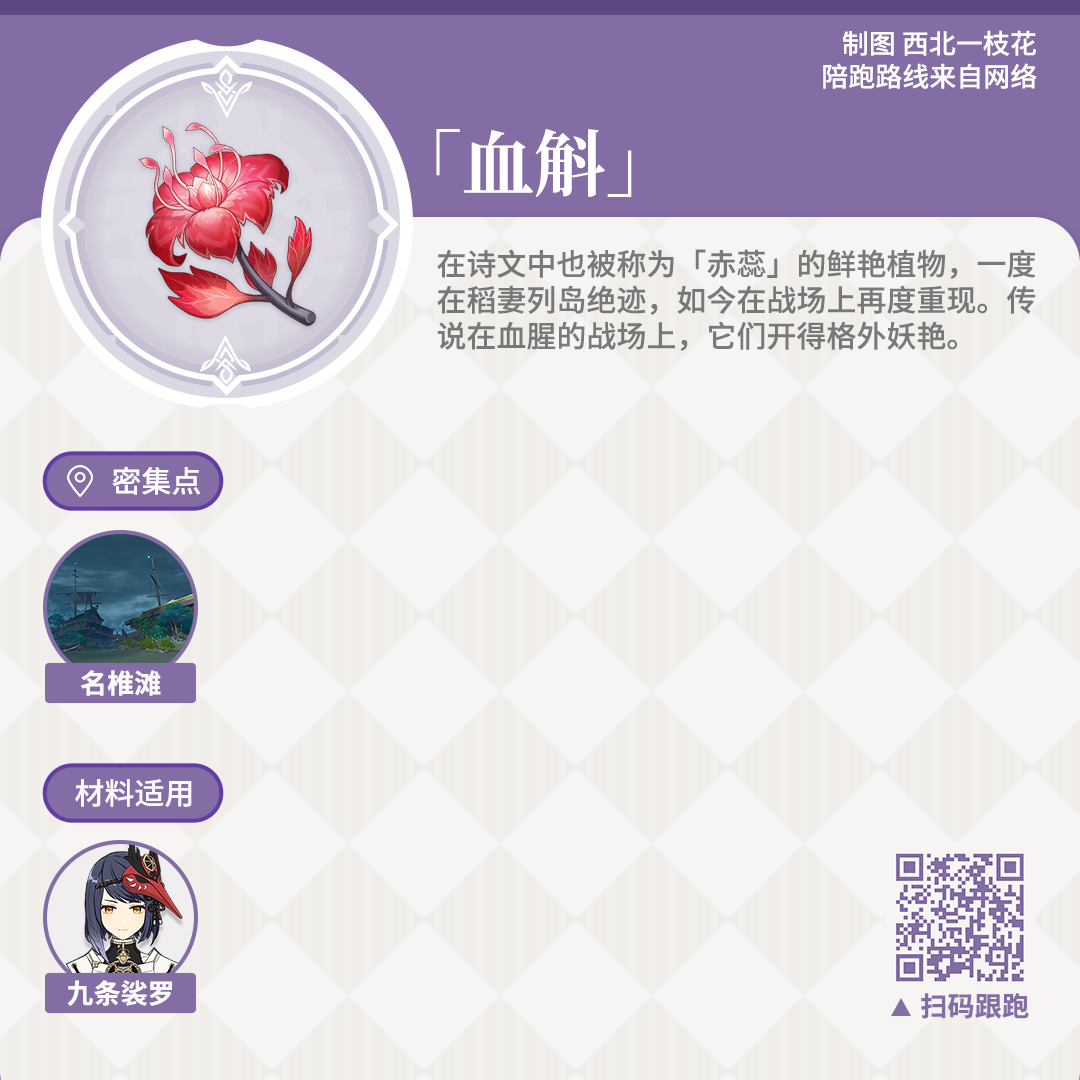 制图 西北一枝花
陪跑路线来自网络
「血斛」
在诗文中也被称为「赤蕊」的鲜艳植物，一度
在稻妻列岛绝迹，如今在战场上再度重现。传
说在血腥的战场上，它们开得格外妖艳。
密集点
名椎滩
材料适用
九条裟罗
▲ 扫码跟跑